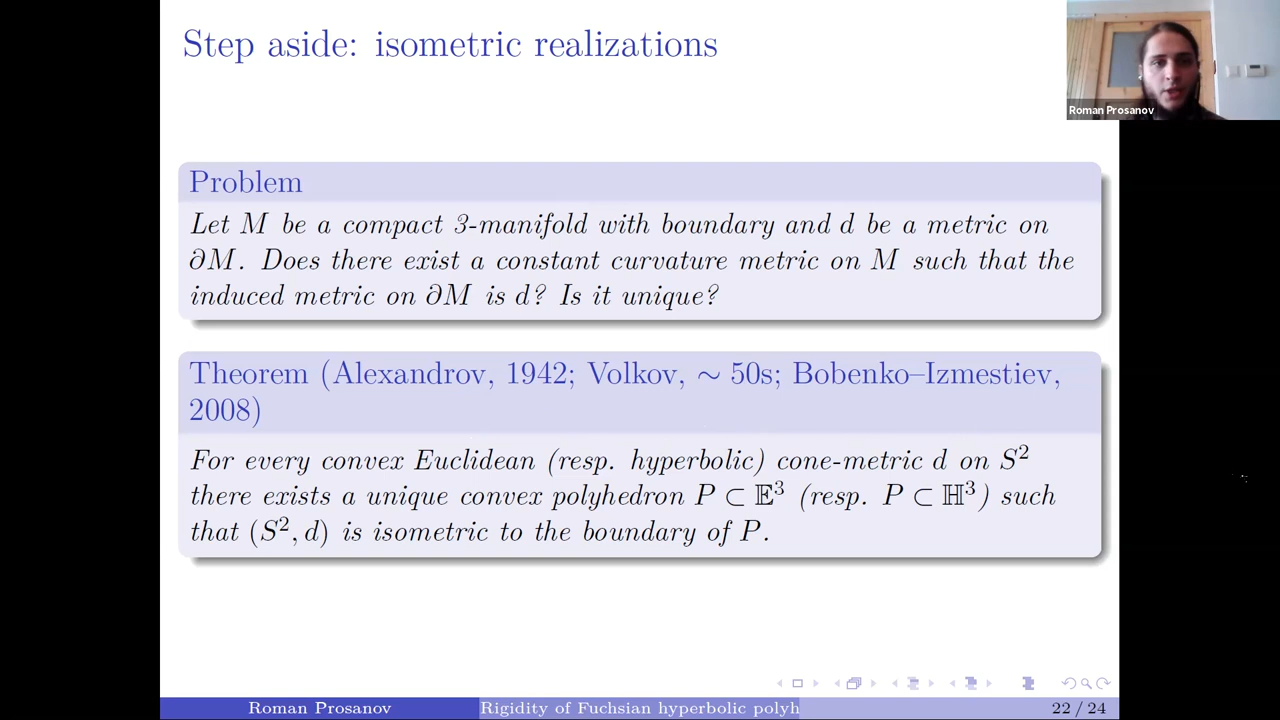 Step aside: isometric realizations
Roman Prosanov
Problem
Let M be a compact 3-manifold with boundary and d be a metric on
∂M. Does there exist a constant curvature metric on M such that the
induced metric on ∂M is d? Is it unique?
Theorem (Alexandrov, 1942; Volkov, ∼ 50s; Bobenko–Izmestiev,
2008)
For every convex Euclidean (resp. hyperbolic) cone-metric d on S²
there exists a unique convex polyhedron P ⊂ 𝔼³ (resp. P ⊂ ℍ³) such
that (S², d) is isometric to the boundary of P.
Roman Prosanov
Rigidity of Fuchsian hyperbolic polyh
22 / 24